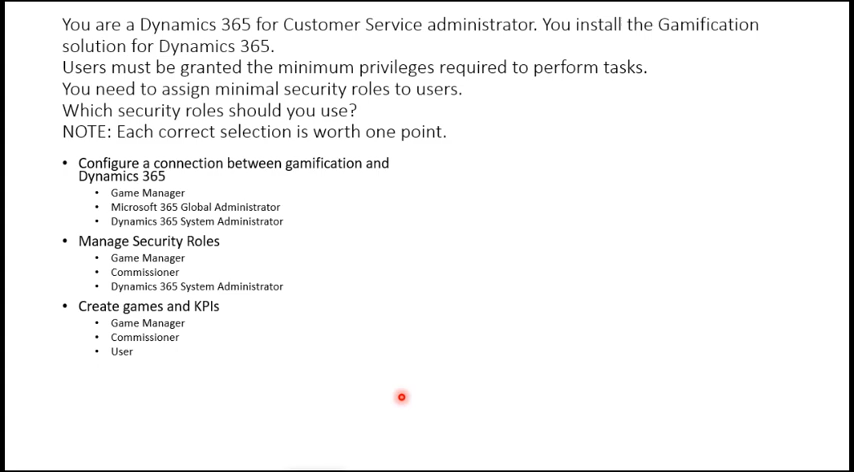 You are a Dynamics 365 for Customer Service administrator. You install the Gamification
solution for Dynamics 365.
Users must be granted the minimum privileges required to perform tasks.
You need to assign minimal security roles to users.
Which security roles should you use?
NOTE: Each correct selection is worth one point.
• Configure a connection between gamification and
Dynamics 365
• Game Manager
• Microsoft 365 Global Administrator
• Dynamics 365 System Administrator
• Manage Security Roles
• Game Manager
• Commissioner
• Dynamics 365 System Administrator
• Create games and KPIs
• Game Manager
• Commissioner
• User